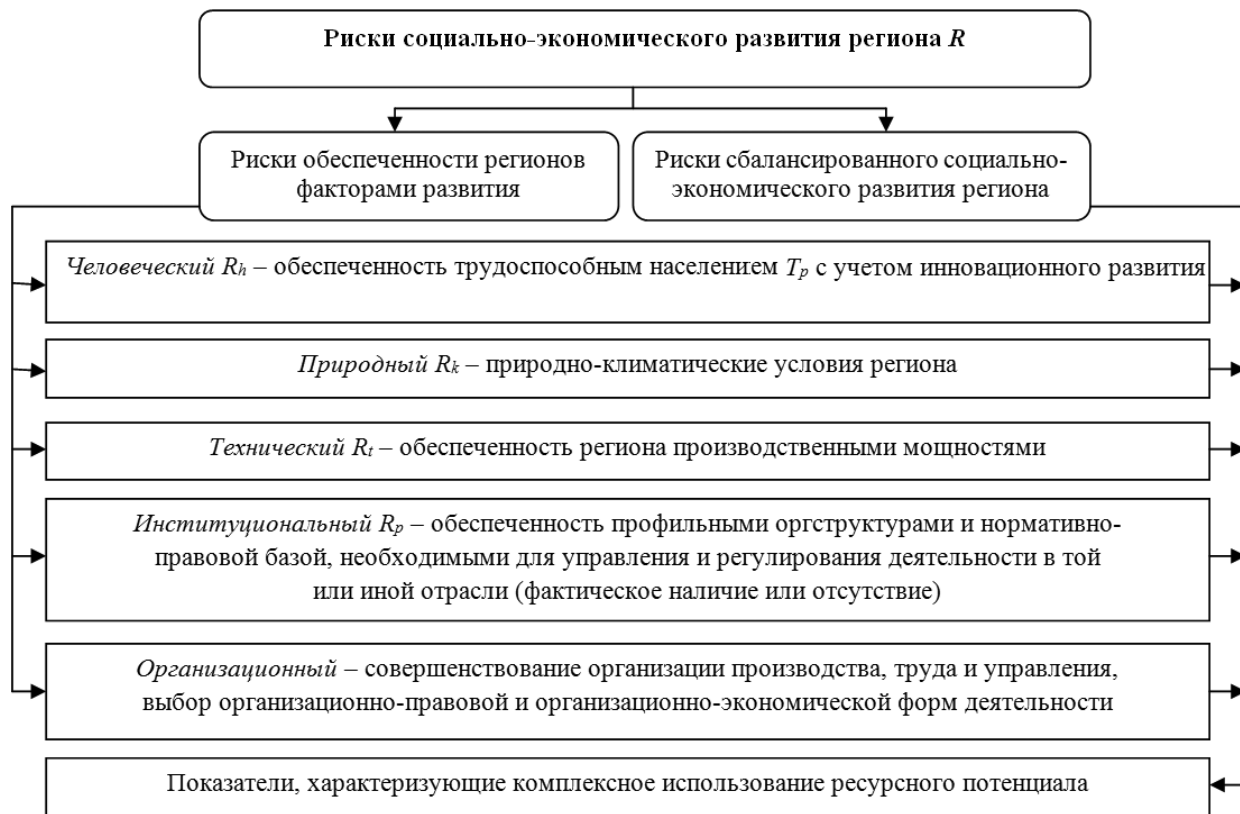 Риски социально-экономического развития региона R
Риски обеспеченности регионов
факторами развития
Риски сбалансированного социально-
экономического развития региона
Человеческий Rh – обеспеченность трудоспособным населением Tp с учетом инновационного развития
Природный Rk – природно-климатические условия региона
Технический Rt – обеспеченность региона производственными мощностями
Институциональный Rp – обеспеченность профильными оргструктурами и нормативно-
правовой базой, необходимыми для управления и регулирования деятельности в той
или иной отрасли (фактическое наличие или отсутствие)
Организационный – совершенствование организации производства, труда и управления,
выбор организационно-правовой и организационно-экономической форм деятельности
Показатели, характеризующие комплексное использование ресурсного потенциала